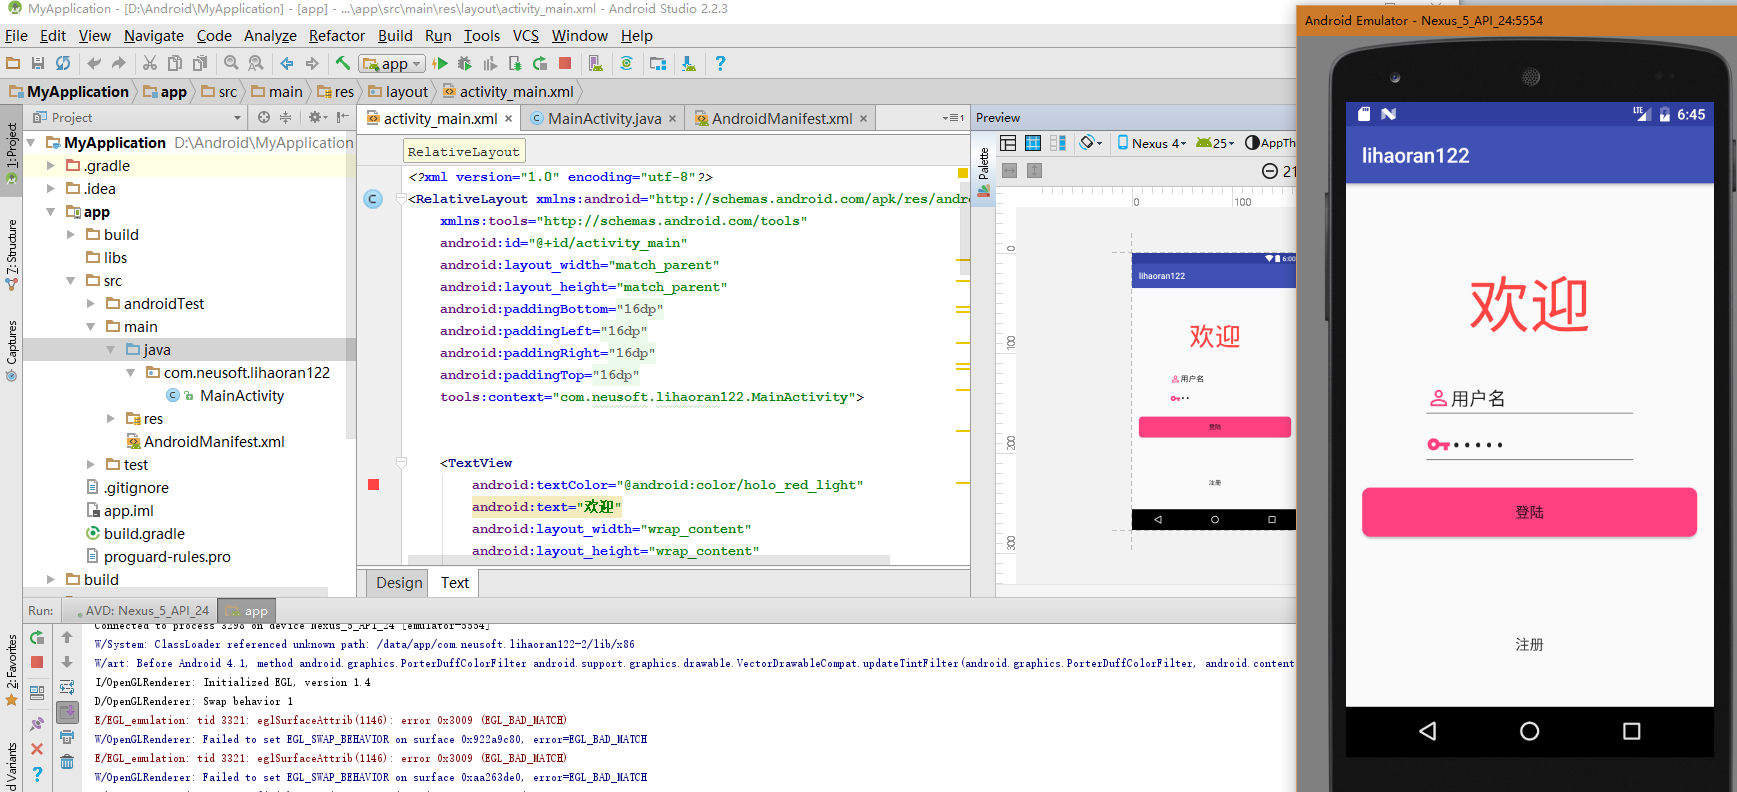 MyApplication - [D:\Android\MyApplication] - [app] - ...\app\src\main\res\layout\activity_main.xml - Android Studio 2.2.3
File Edit View Navigate Code Analyze Refactor Build Run Tools VCS Window Help
app
MyApplication app src main res layout activity_main.xml
1: Project
7: Structure
Captures
2: Favorites
d Variants
Project
MyApplication D:\Android\MyApplication
.gradle
.idea
app
build
libs
src
androidTest
main
java
com.neusoft.lihaoran122
MainActivity
res
AndroidManifest.xml
test
.gitignore
app.iml
build.gradle
proguard-rules.pro
build
activity_main.xml MainActivity.java AndroidManifest.xml
RelativeLayout
<?xml version="1.0" encoding="utf-8"?>
<RelativeLayout xmlns:android="http://schemas.android.com/apk/res/andro
xmlns:tools="http://schemas.android.com/tools"
android:id="@+id/activity_main"
android:layout_width="match_parent"
android:layout_height="match_parent"
android:paddingBottom="16dp"
android:paddingLeft="16dp"
android:paddingRight="16dp"
android:paddingTop="16dp"
tools:context="com.neusoft.lihaoran122.MainActivity">
<TextView
android:textColor="@android:color/holo_red_light"
android:text="欢迎"
android:layout_width="wrap_content"
android:layout_height="wrap_content"
Design Text
Preview
Palette
Nexus 4 25 AppTh
21
0 100
0
100
200
300
6:00
lihaoran122
欢迎
用户名
登陆
注册
Run: AVD: Nexus_5_API_24 app
Connected to process 3298 on device Nexus_5_API_24 [emulator-5554]
W/System: ClassLoader referenced unknown path: /data/app/com.neusoft.lihaoran122-2/lib/x86
W/art: Before Android 4.1, method android.graphics.PorterDuffColorFilter android.support.graphics.drawable.VectorDrawableCompat.updateTintFilter(android.graphics.PorterDuffColorFilter, android.content
I/OpenGLRenderer: Initialized EGL, version 1.4
D/OpenGLRenderer: Swap behavior 1
E/EGL_emulation: tid 3321: eglSurfaceAttrib(1146): error 0x3009 (EGL_BAD_MATCH)
W/OpenGLRenderer: Failed to set EGL_SWAP_BEHAVIOR on surface 0x922a9c80, error=EGL_BAD_MATCH
E/EGL_emulation: tid 3321: eglSurfaceAttrib(1146): error 0x3009 (EGL_BAD_MATCH)
W/OpenGLRenderer: Failed to set EGL_SWAP_BEHAVIOR on surface 0xaa263de0, error=EGL_BAD_MATCH
Android Emulator - Nexus_5_API_24:5554
LTE 6:45
lihaoran122
欢迎
用户名
•••••
登陆
注册